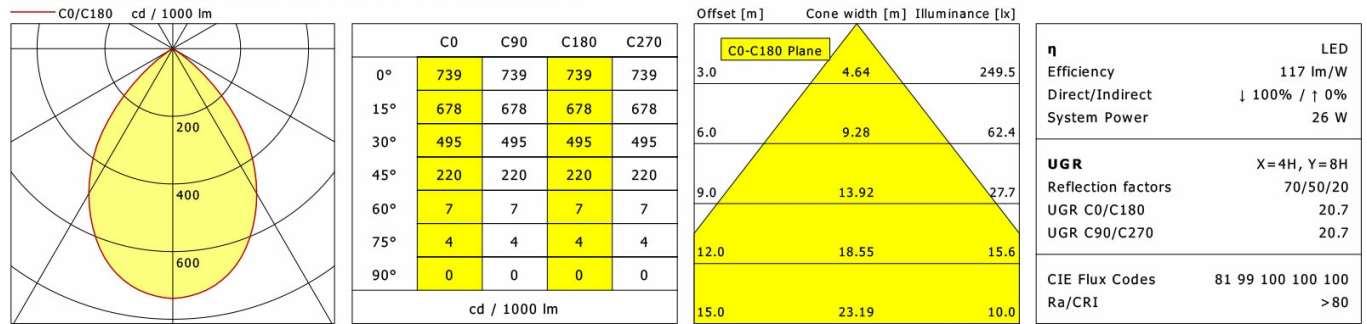 C0/C180 cd / 1000 lm
200
400
600
C0 C90 C180 C270
0° 739 739 739 739
15° 678 678 678 678
30° 495 495 495 495
45° 220 220 220 220
60° 7 7 7 7
75° 4 4 4 4
90° 0 0 0 0
cd / 1000 lm
Offset [m] Cone width [m] Illuminance [lx]
C0-C180 Plane
3.0 4.64 249.5
6.0 9.28 62.4
9.0 13.92 27.7
12.0 18.55 15.6
15.0 23.19 10.0
η LED
Efficiency 117 lm/W
Direct/Indirect ↓ 100% / ↑ 0%
System Power 26 W
UGR X=4H, Y=8H
Reflection factors 70/50/20
UGR C0/C180 20.7
UGR C90/C270 20.7
CIE Flux Codes 81 99 100 100 100
Ra/CRI >80